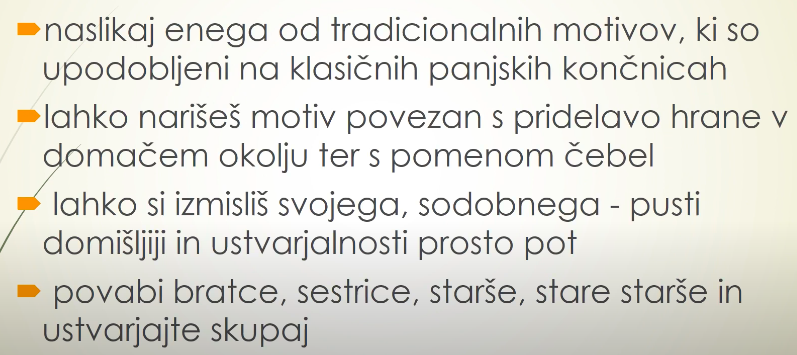 naslikaj enega od tradicionalnih motivov, ki so
upodobljeni na klasičnih panjskih končnicah
lahko narišeš motiv povezan s pridelavo hrane v
domačem okolju ter s pomenom čebel
lahko si izmisliš svojega, sodobnega - pusti
domišljiji in ustvarjalnosti prosto pot
povabi bratce, sestrice, starše, stare starše in
ustvarjajte skupaj